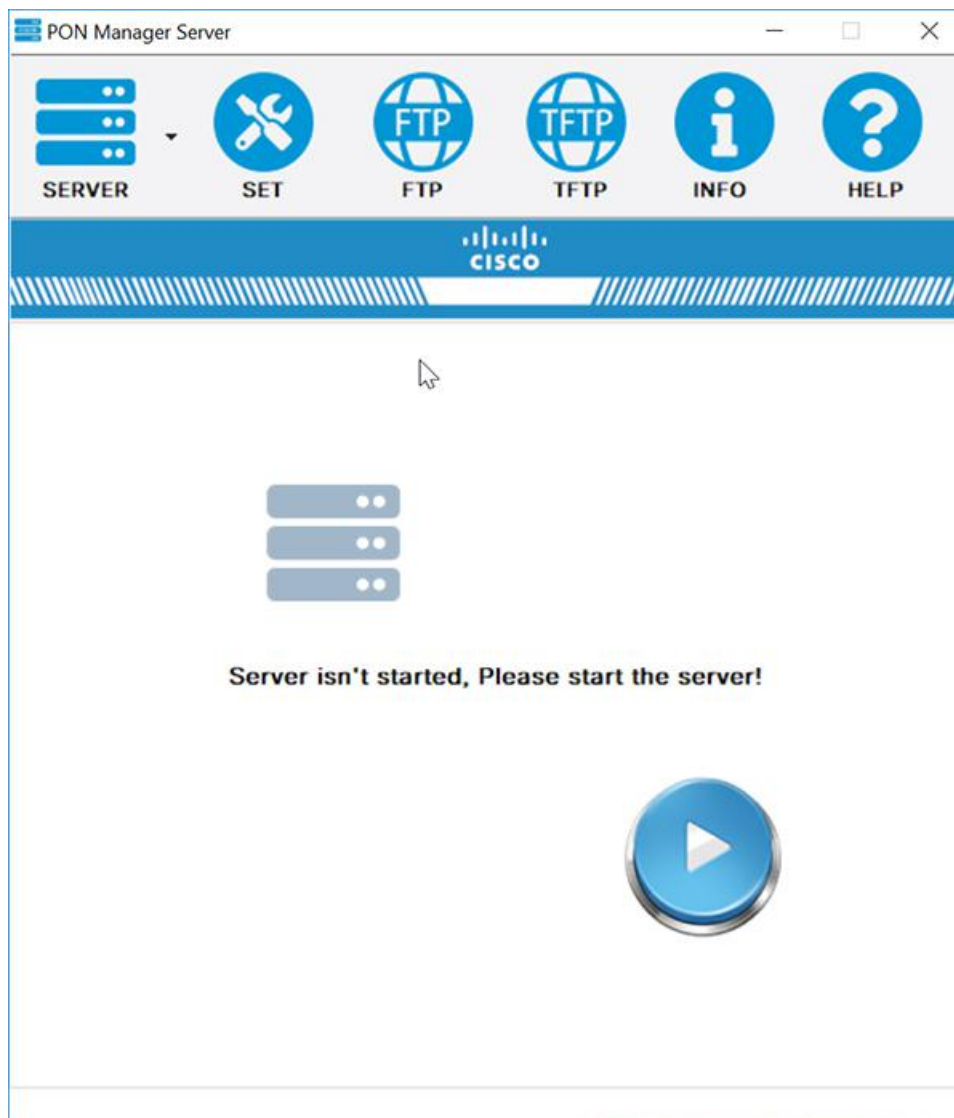 PON Manager Server
FTP
TFTP
SERVER
SET
FTP
TFTP
INFO
HELP
CISCO
Server isn't started, Please start the server!